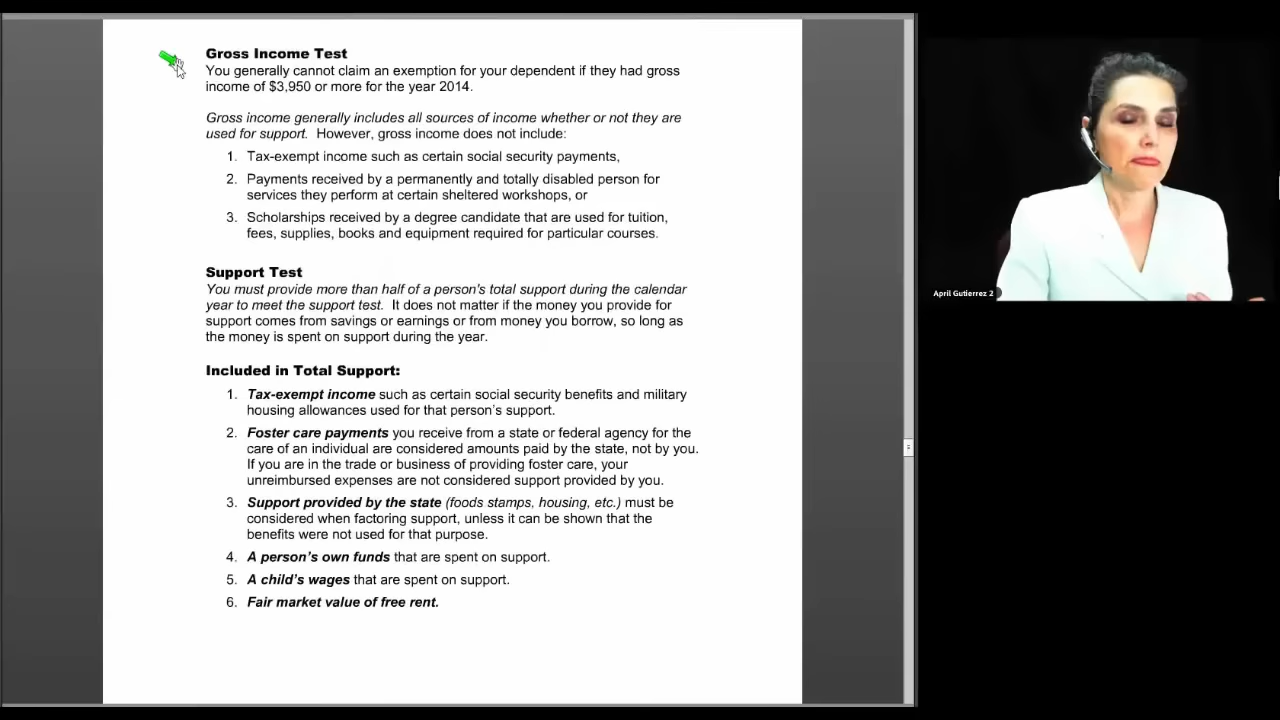 Gross Income Test
You generally cannot claim an exemption for your dependent if they had gross
income of $3,950 or more for the year 2014.
Gross income generally includes all sources of income whether or not they are
used for support. However, gross income does not include:
1. Tax-exempt income such as certain social security payments,
2. Payments received by a permanently and totally disabled person for
services they perform at certain sheltered workshops, or
3. Scholarships received by a degree candidate that are used for tuition,
fees, supplies, books and equipment required for particular courses.
Support Test
You must provide more than half of a person's total support during the calendar
year to meet the support test. It does not matter if the money you provide for
support comes from savings or earnings or from money you borrow, so long as
the money is spent on support during the year.
Included in Total Support:
1. Tax-exempt income such as certain social security benefits and military
housing allowances used for that person's support.
2. Foster care payments you receive from a state or federal agency for the
care of an individual are considered amounts paid by the state, not by you.
If you are in the trade or business of providing foster care, your
unreimbursed expenses are not considered support provided by you.
3. Support provided by the state (foods stamps, housing, etc.) must be
considered when factoring support, unless it can be shown that the
benefits were not used for that purpose.
4. A person's own funds that are spent on support.
5. A child's wages that are spent on support.
6. Fair market value of free rent.
April Gutierrez 2